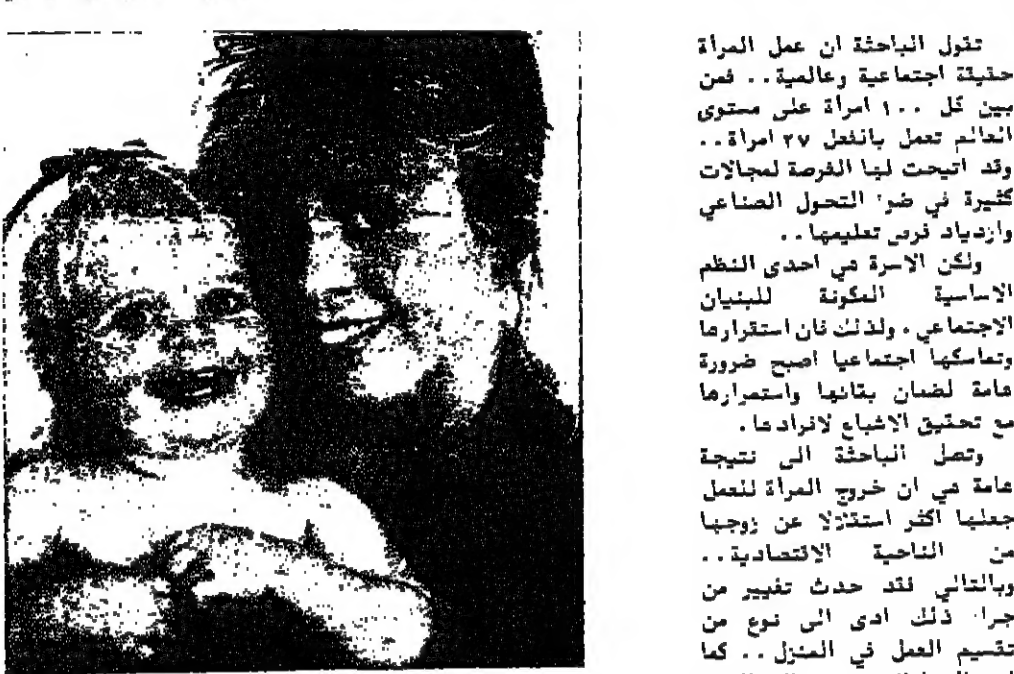 تقول الباحثة ان عمل المرأة
حقيقة اجتماعية وعالمية .. فمن
بين كل ١٠٠ امرأة على مستوى
العالم تعمل بالفعل ٢٧ امرأة ..
وقد اتيحت لها الفرصة لمجالات
كثيرة في ضوء التحول الصناعي
وازدياد فرص تعليمها ..
ولكن الاسرة هي احدى النظم
الاساسية المكونة للبنيان
الاجتماعي ، ولذلك فان استقرارها
وتماسكها اجتماعيا اصبح ضرورة
هامة لضمان بقائها واستمرارها
مع تحقيق الاشباع لافرادها .
وتصل الباحثة الى نتيجة
هامة هي ان خروج المرأة للعمل
جعلها اكثر استقلالا عن زوجها
من الناحية الاقتصادية ..
وبالتالي فقد حدث تغيير من
جراء ذلك ادى الى نوع من
تقسيم العمل في المنزل .. كما